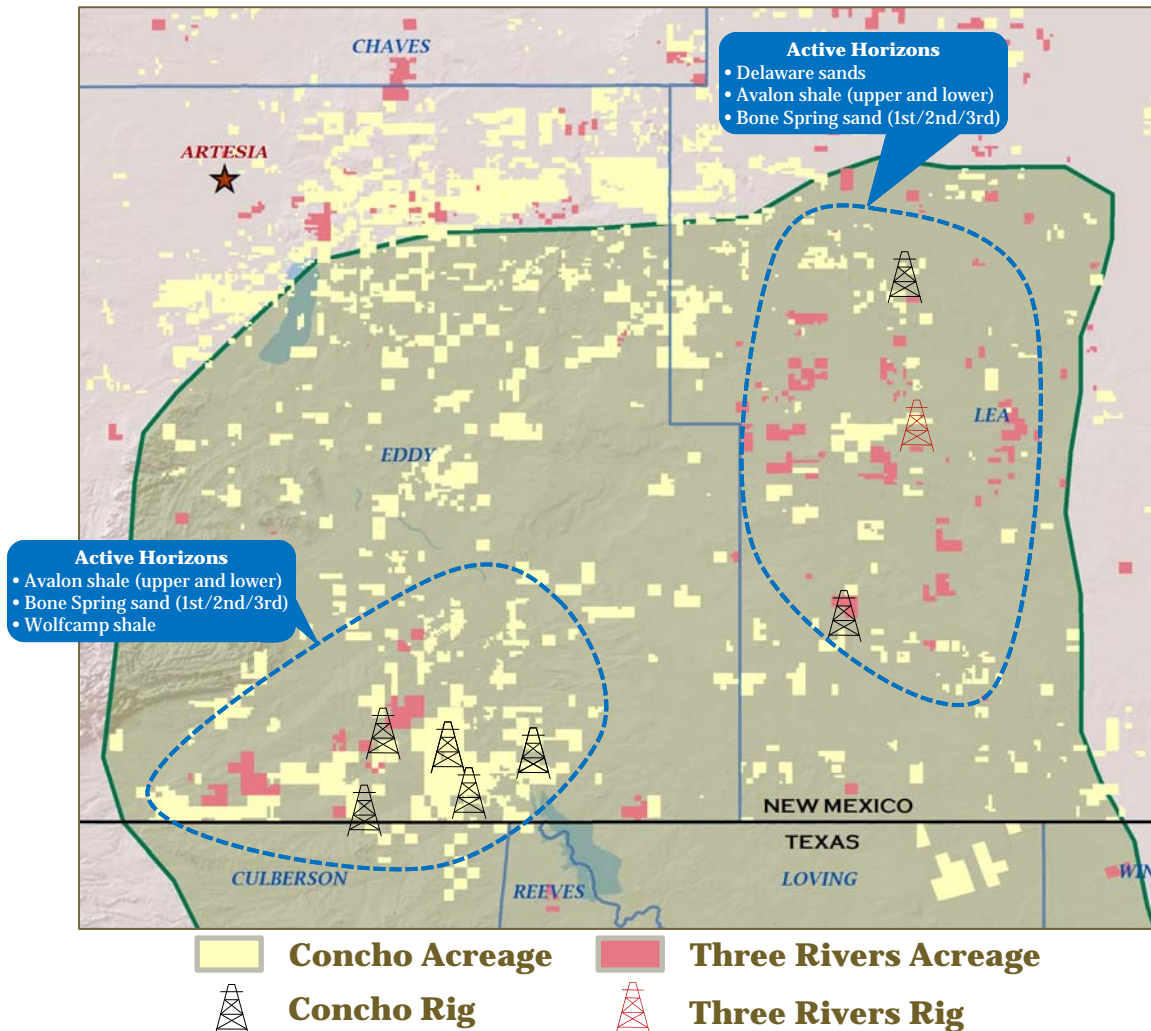 CHAVES
Active Horizons
• Delaware sands
• Avalon shale (upper and lower)
• Bone Spring sand (1st/2nd/3rd)
ARTESIA
LEA
EDDY
Active Horizons
• Avalon shale (upper and lower)
• Bone Spring sand (1st/2nd/3rd)
• Wolfcamp shale
NEW MEXICO
TEXAS
CULBERSON
REEVES
LOVING
WIN
Concho Acreage
Three Rivers Acreage
Concho Rig
Three Rivers Rig